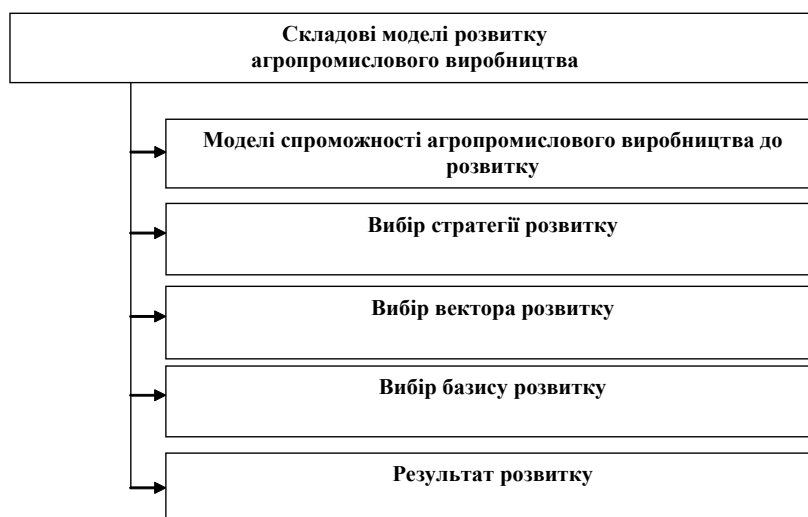 Складові моделі розвитку
агропромислового виробництва
Моделі спроможності агропромислового виробництва до
розвитку
Вибір стратегії розвитку
Вибір вектора розвитку
Вибір базису розвитку
Результат розвитку